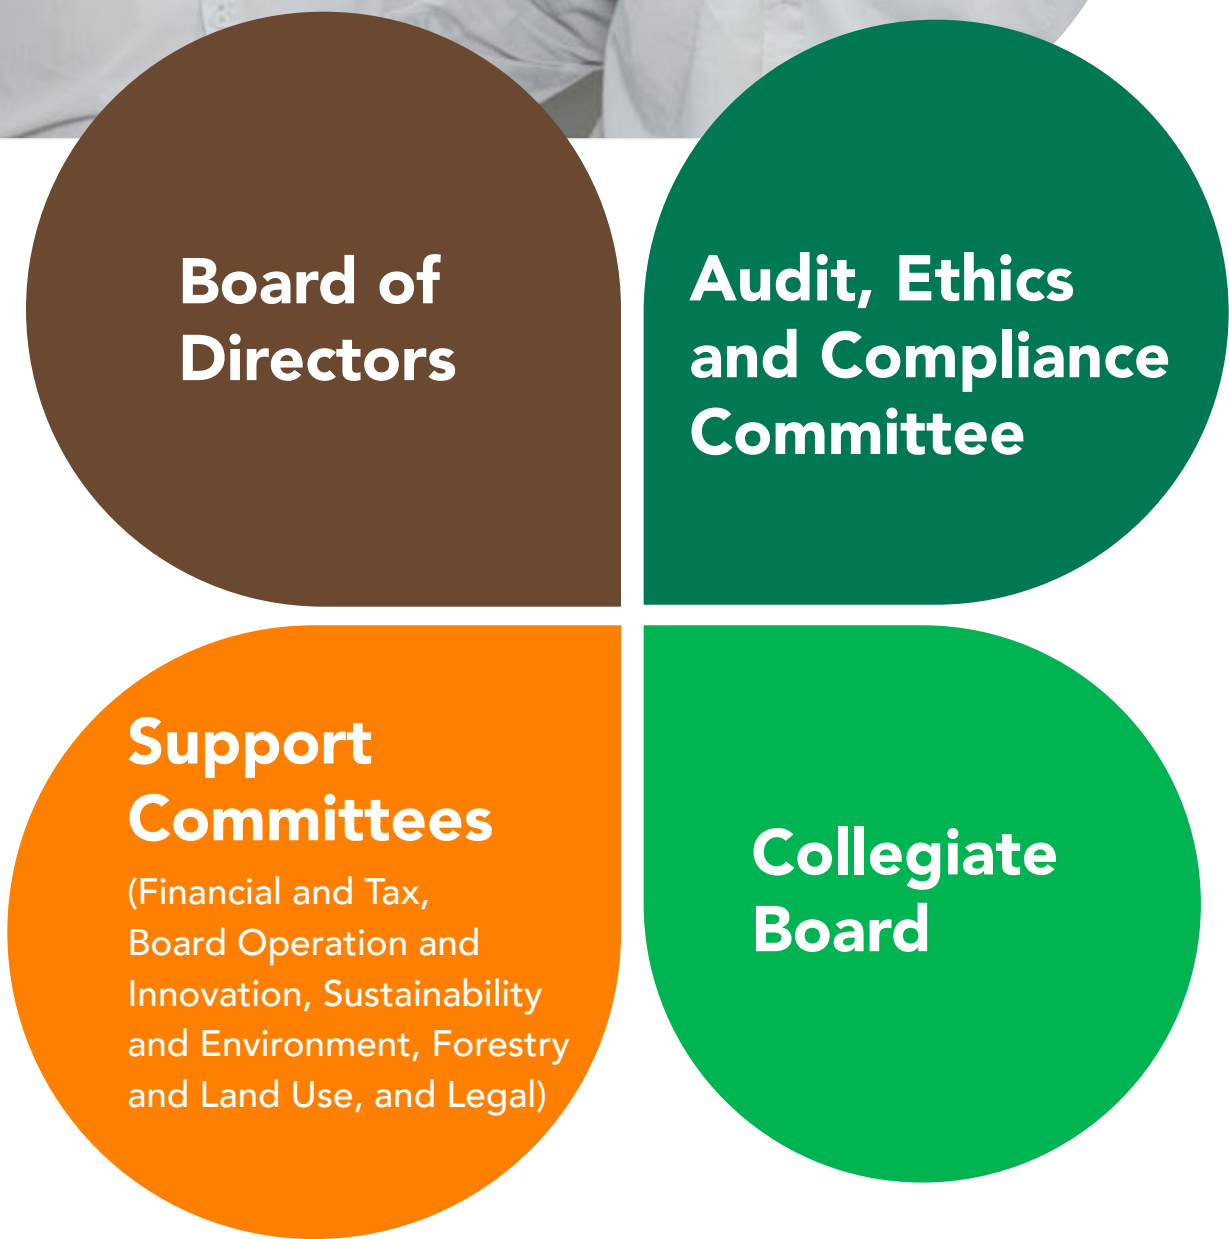 Board of
Directors
Audit, Ethics
and Compliance
Committee
Support
Committees
(Financial and Tax,
Board Operation and
Innovation, Sustainability
and Environment, Forestry
and Land Use, and Legal)
Collegiate
Board